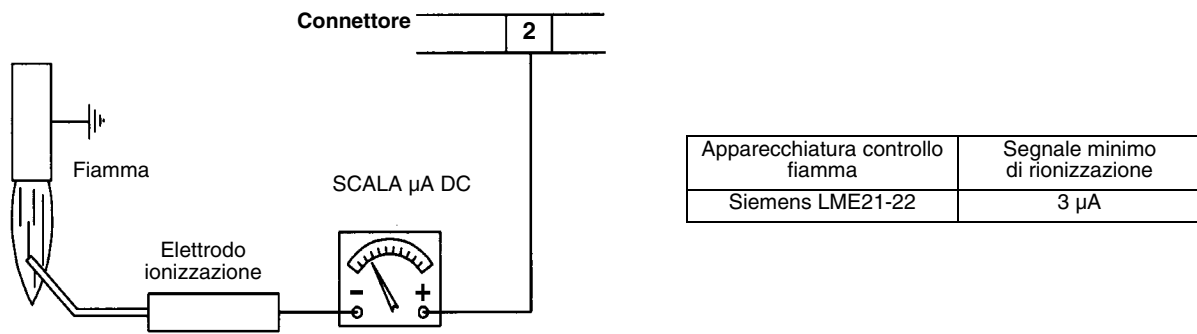 Connettore
2
Fiamma
SCALA µA DC
Elettrodo
ionizzazione
- +
Apparecchiatura controllo
fiamma
Segnale minimo
di rionizzazione
Siemens LME21-22
3 µA